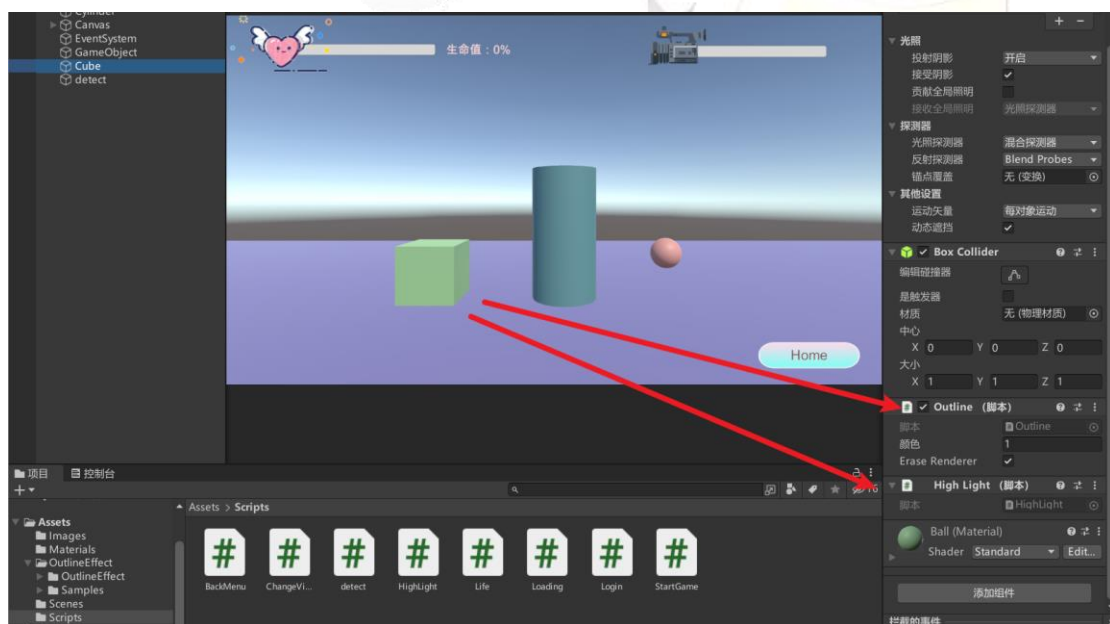 Cylinder
Canvas
EventSystem
GameObject
Cube
detect
生命值：0%
Home
光照
投射阴影 开启
接受阴影
贡献全局照明
接收全局照明 光照探测器
探测器
光照探测器 混合探测器
反射探测器 Blend Probes
锚点覆盖 无 (变换)
其他设置
运动矢量 每对象运动
动态遮挡
Box Collider
编辑碰撞器
是触发器
材质 无 (物理材质)
中心
X 0 Y 0 Z 0
大小
X 1 Y 1 Z 1
# Outline （脚本）
脚本 Outline
颜色 1
Erase Renderer
# High Light （脚本）
脚本 HighLight
Ball (Material)
Shader Standard Edit...
添加组件
拦截的事件
项目 控制台
Assets > Scripts
Assets
Images
Materials
OutlineEffect
OutlineEffect
Samples
Scenes
Scripts
# # # # # # # #
BackMenu ChangeVi... detect HighLight Life Loading Login StartGame